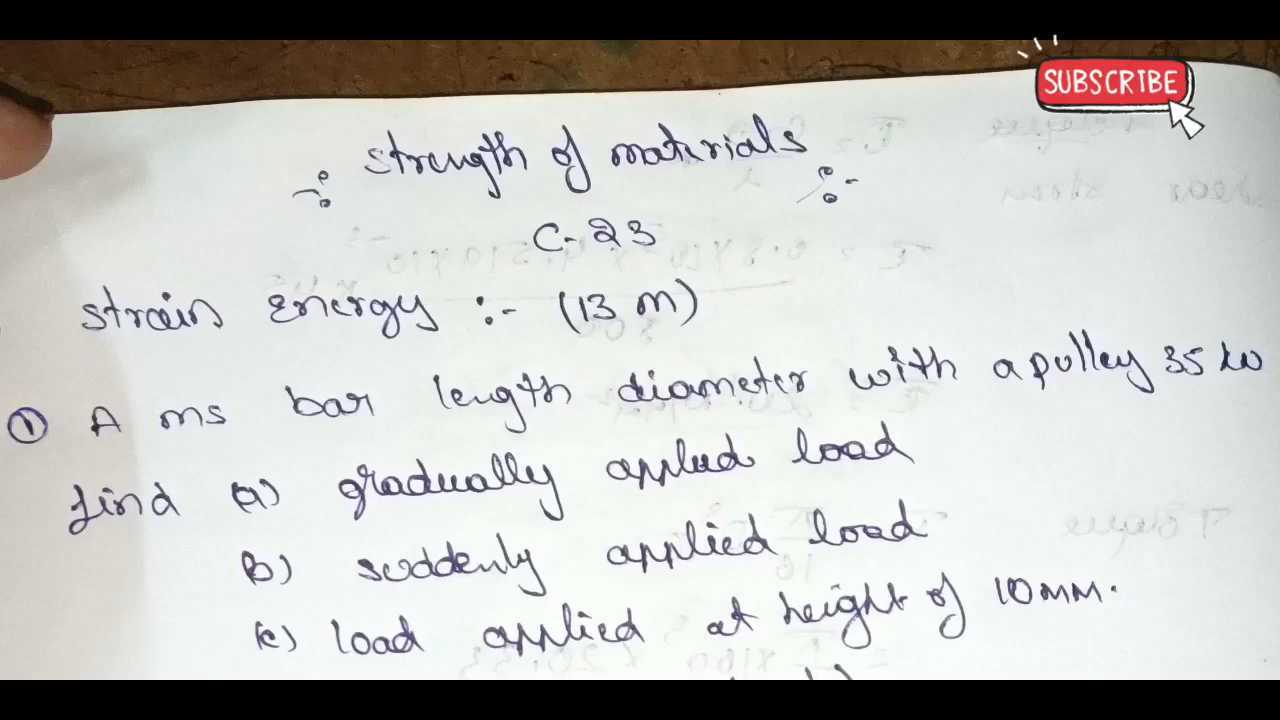 SUBSCRIBE
strength of materials
C-23
strain energy :- (13 m)
① A ms bar length diameter with a pulley 35 kN
find (a) gradually applied load
b) suddenly applied load
(c) load applied at height of 10 MM.